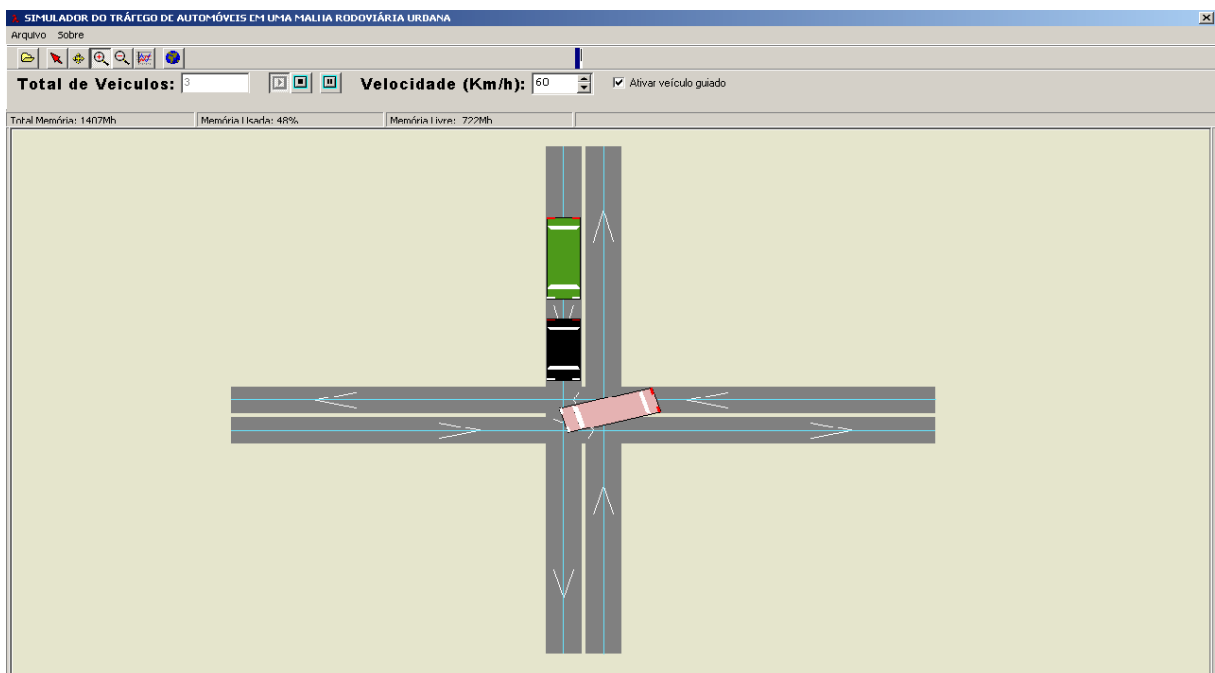 SIMULADOR DO TRÁFEGO DE AUTOMÓVEIS EM UMA MALHA RODOVIÁRIA URBANA
Arquivo Sobre
Total de Veiculos: 3 Velocidade (Km/h): 60 Ativar veículo guiado
Total Memória: 1407Mb Memória Usada: 48% Memória Livre: 722Mb